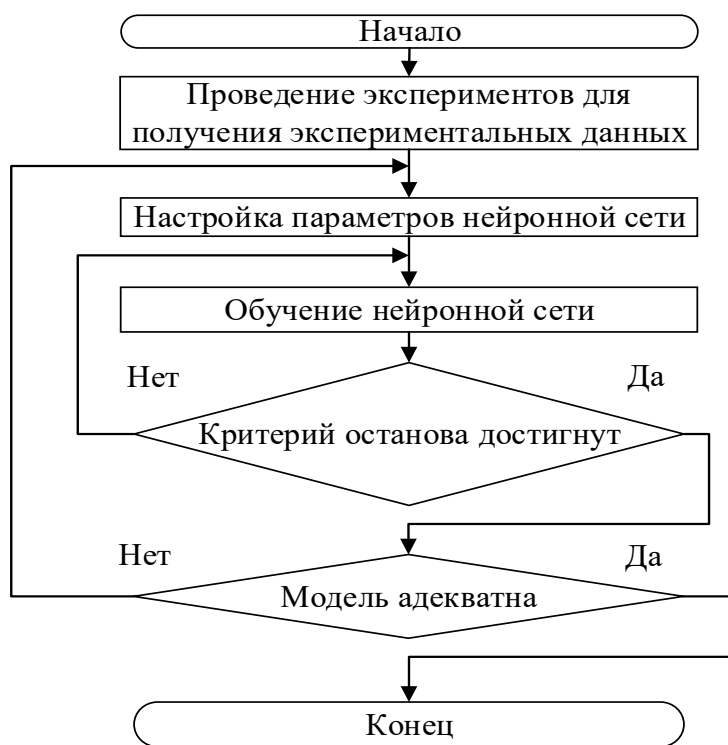 Начало
Проведение экспериментов для
получения экспериментальных данных
Настройка параметров нейронной сети
Обучение нейронной сети
Нет
Да
Критерий останова достигнут
Нет
Да
Модель адекватна
Конец